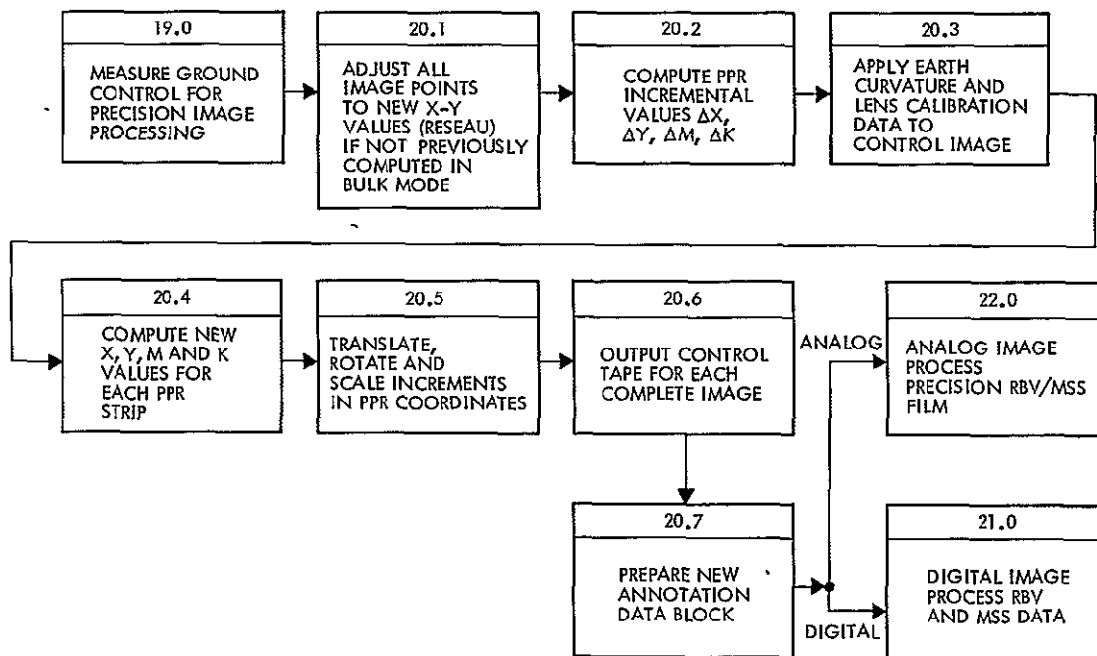 19.0
MEASURE GROUND
CONTROL FOR
PRECISION IMAGE
PROCESSING
20.1
ADJUST ALL
IMAGE POINTS
TO NEW X-Y
VALUES (RESEAU)
IF NOT PREVIOUSLY
COMPUTED IN
BULK MODE
20.2
COMPUTE PPR
INCREMENTAL
VALUES ΔX,
ΔY, ΔM, ΔK
20.3
APPLY EARTH
CURVATURE AND
LENS CALIBRATION
DATA TO
CONTROL IMAGE
20.4
COMPUTE NEW
X, Y, M AND K
VALUES FOR
EACH PPR
STRIP
20.5
TRANSLATE,
ROTATE AND
SCALE INCREMENTS
IN PPR COORDINATES
20.6
OUTPUT CONTROL
TAPE FOR EACH
COMPLETE IMAGE
ANALOG
22.0
ANALOG IMAGE
PROCESS
PRECISION RBV/MSS
FILM
20.7
PREPARE NEW
ANNOTATION
DATA BLOCK
DIGITAL
21.0
DIGITAL IMAGE
PROCESS RBV
AND MSS DATA